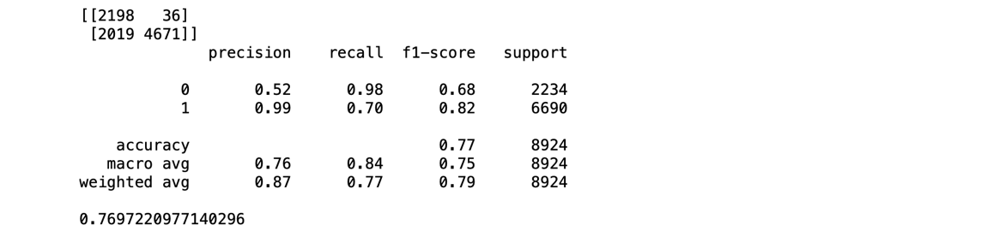 [[2198   36]
 [2019 4671]]
              precision    recall  f1-score   support

           0       0.52      0.98      0.68      2234
           1       0.99      0.70      0.82      6690

    accuracy                           0.77      8924
   macro avg       0.76      0.84      0.75      8924
weighted avg       0.87      0.77      0.79      8924

0.7697220977140296